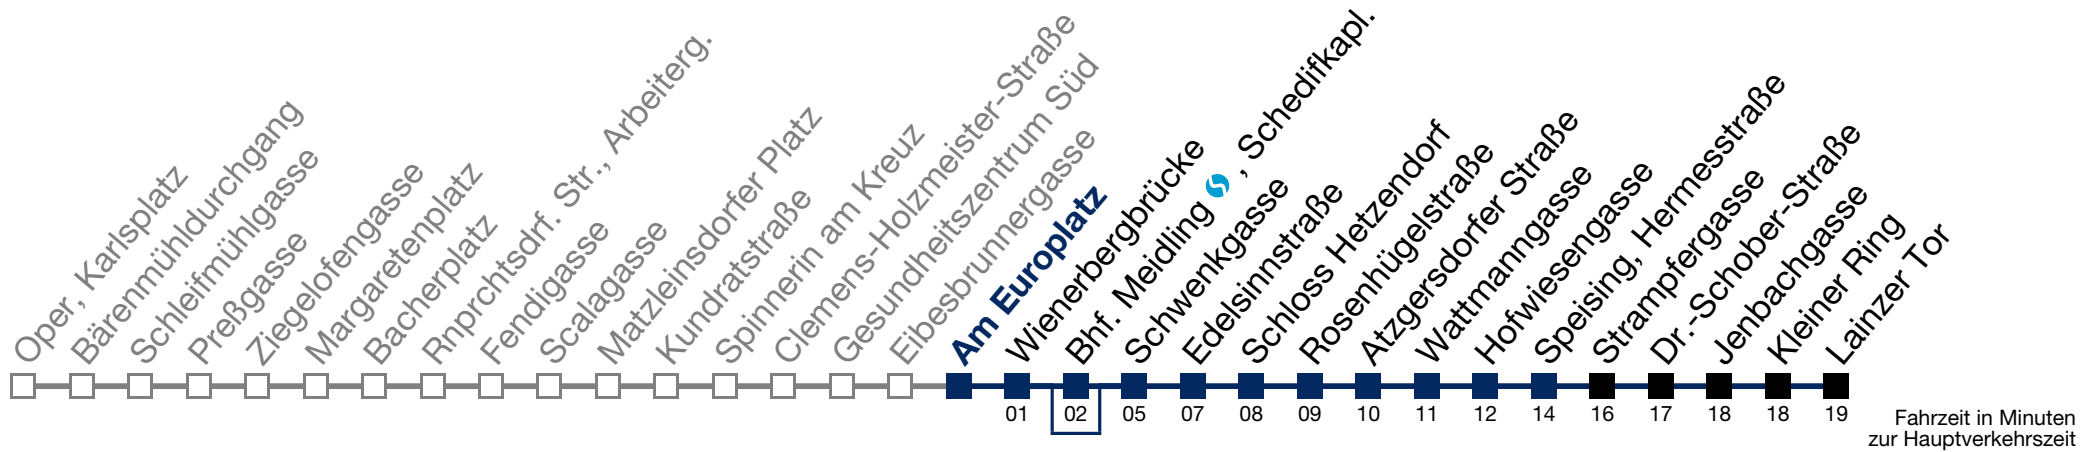 Oper, Karlsplatz
Bärenmühldurchgang
Schleifmühlgasse
Preßgasse
Ziegelofengasse
Margaretenplatz
Bacherplatz
Rnprchtsdrf. Str., Arbeiterg.
Fendigasse
Scalagasse
Matzleinsdorfer Platz
Kundratstraße
Spinnerin am Kreuz
Clemens-Holzmeister-Straße
Gesundheitszentrum Süd
Eibesbrunnergasse
Am Europlatz
Wienerbergbrücke
Bhf. Meidling , Schedifkapl.
Schwenkgasse
Edelsinnstraße
Schloss Hetzendorf
Rosenhügelstraße
Atzgersdorfer Straße
Wattmanngasse
Hofwiesengasse
Speising, Hermesstraße
Strampfergasse
Dr.-Schober-Straße
Jenbachgasse
Kleiner Ring
Lainzer Tor
01 02 05 07 08 09 10 11 12 14 16 17 18 18 19
Fahrzeit in Minuten
zur Hauptverkehrszeit